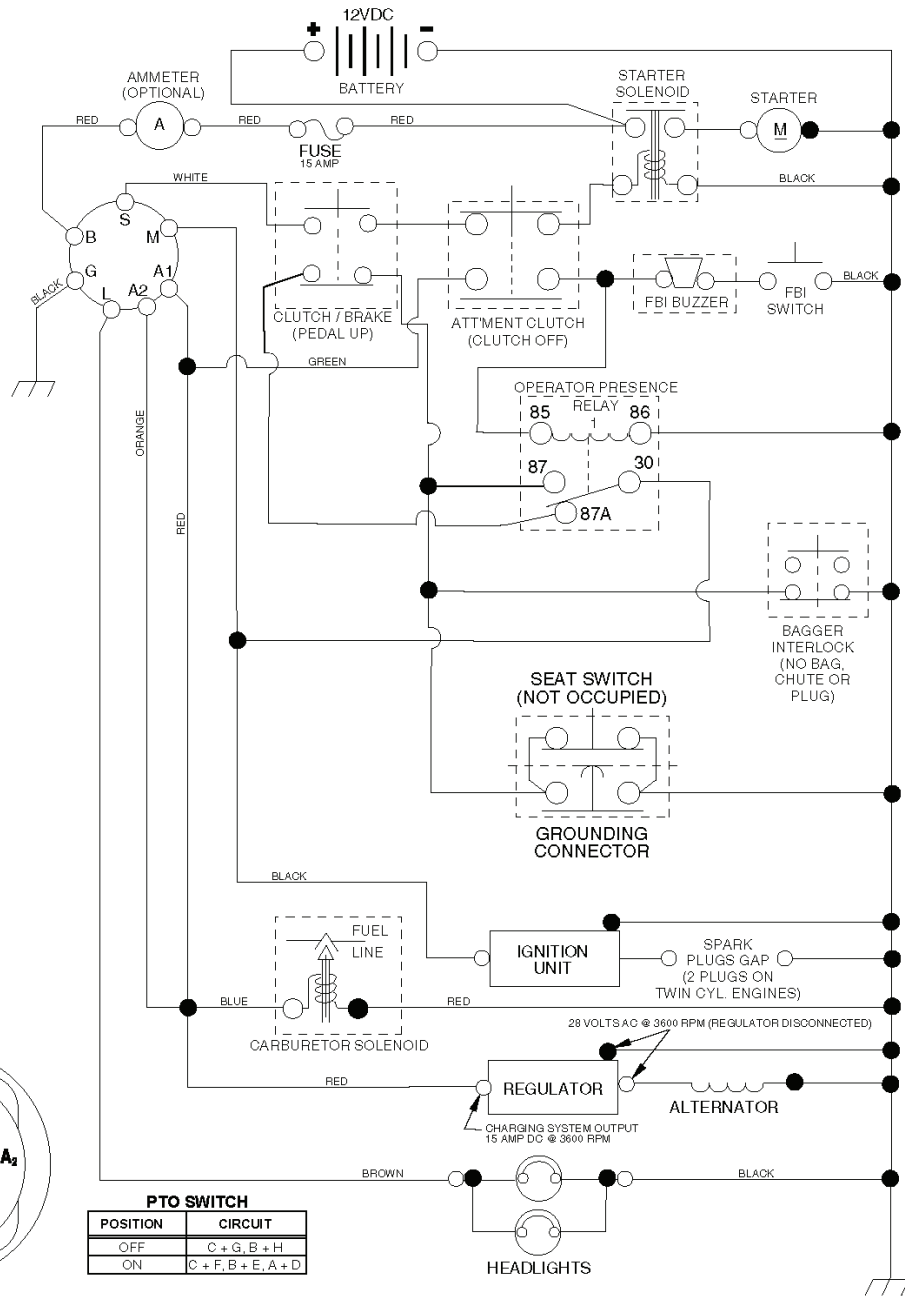 12VDC
+
-
BATTERY
AMMETER
(OPTIONAL)
STARTER
SOLENOID
STARTER
RED
A
RED
FUSE
15 AMP
RED
M
WHITE
BLACK
S
B
M
G
A1
A2
L
BLACK
CLUTCH / BRAKE
(PEDAL UP)
ATT'MENT CLUTCH
(CLUTCH OFF)
FBI BUZZER
FBI
SWITCH
BLACK
GREEN
ORANGE
RED
OPERATOR PRESENCE
RELAY
1
85
86
87
30
87A
BAGGER
INTERLOCK
(NO BAG,
CHUTE OR
PLUG)
SEAT SWITCH
(NOT OCCUPIED)
GROUNDING
CONNECTOR
BLACK
FUEL
LINE
IGNITION
UNIT
SPARK
PLUGS GAP
(2 PLUGS ON
TWIN CYL. ENGINES)
BLUE
RED
CARBURETOR SOLENOID
28 VOLTS AC @ 3600 RPM (REGULATOR DISCONNECTED)
RED
REGULATOR
ALTERNATOR
CHARGING SYSTEM OUTPUT
15 AMP DC @ 3600 RPM
A2
BROWN
BLACK
HEADLIGHTS
PTO SWITCH
POSITION CIRCUIT
OFF C + G, B + H
ON C + F, B + E, A + D